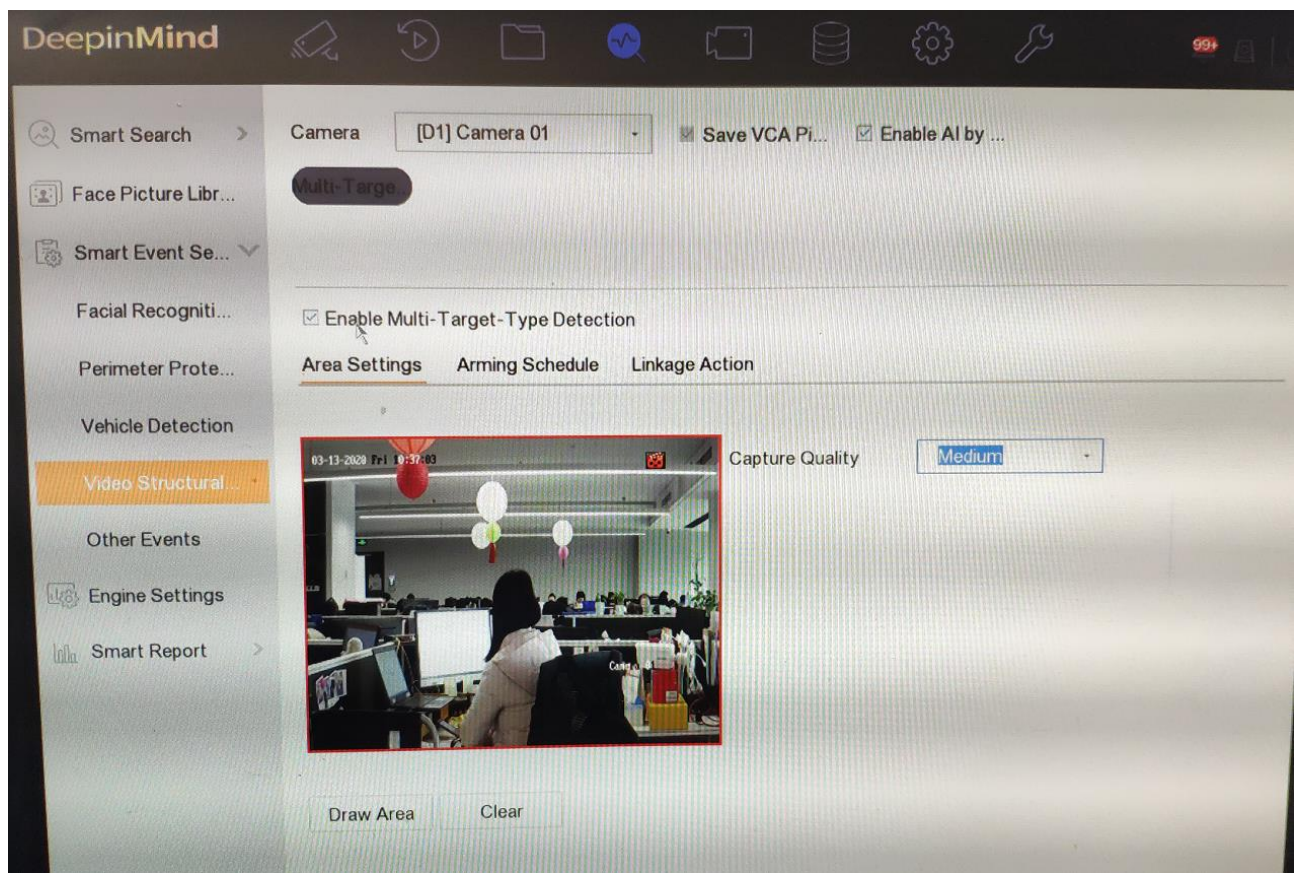 DeepinMind
99+
Smart Search
Camera
[D1] Camera 01
Save VCA Pi...
Enable AI by ...
Multi-Targe...
Face Picture Libr...
Smart Event Se...
Facial Recogniti...
Enable Multi-Target-Type Detection
Perimeter Prote...
Area Settings
Arming Schedule
Linkage Action
Vehicle Detection
03-13-2020 Fri 10:37:03
Capture Quality
Medium
Video Structural...
Other Events
Engine Settings
Smart Report
Draw Area
Clear